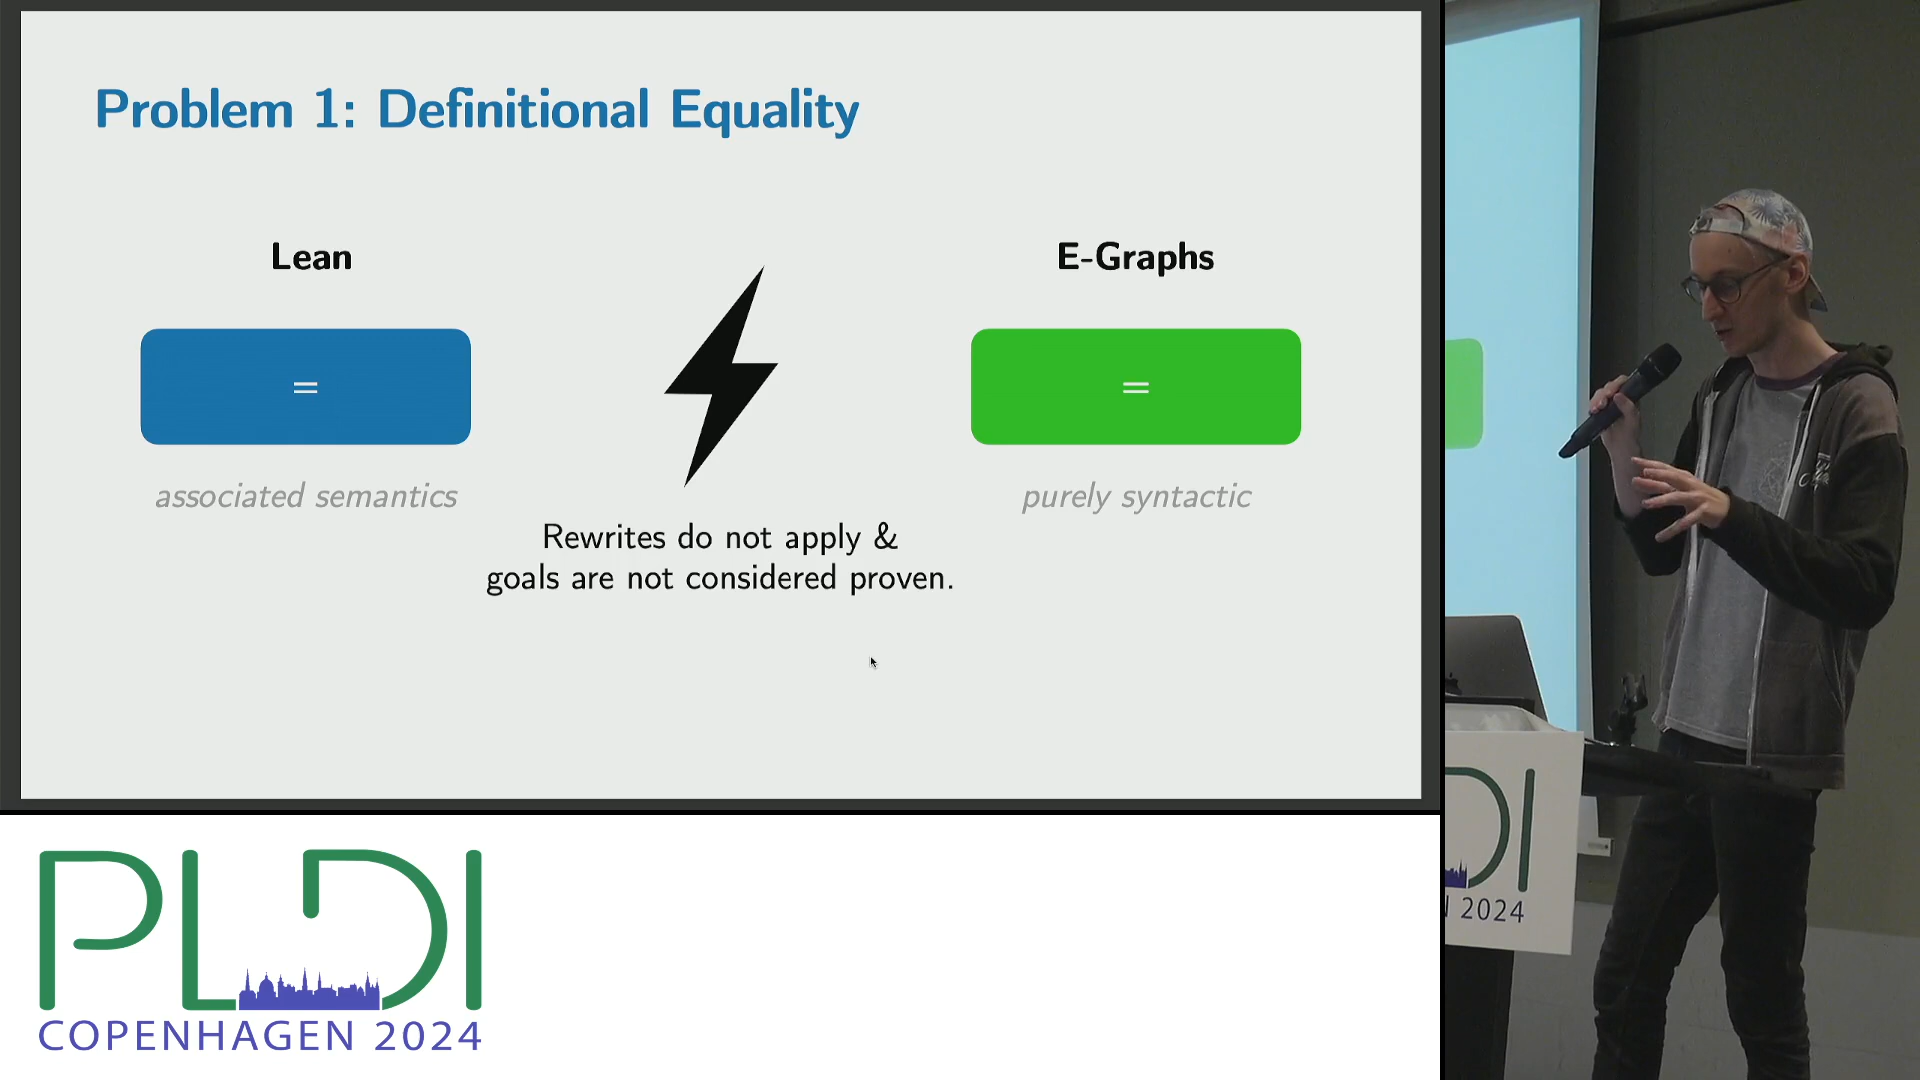 Problem 1: Definitional Equality
Lean
E-Graphs
=
=
associated semantics
purely syntactic
Rewrites do not apply &
goals are not considered proven.
PLDI
COPENHAGEN 2024
DI
2024